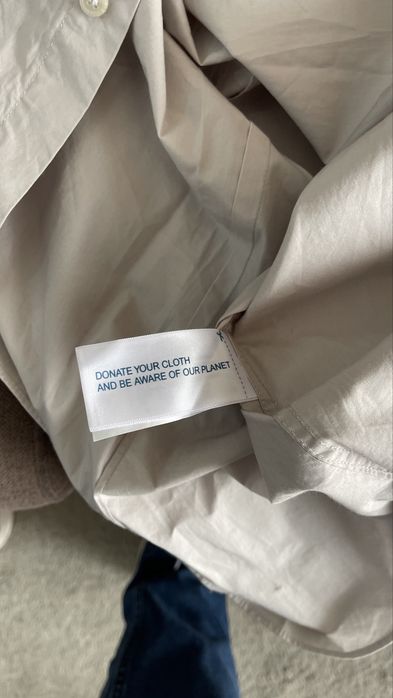 DONATE YOUR CLOTH
AND BE AWARE OF OUR PLANET